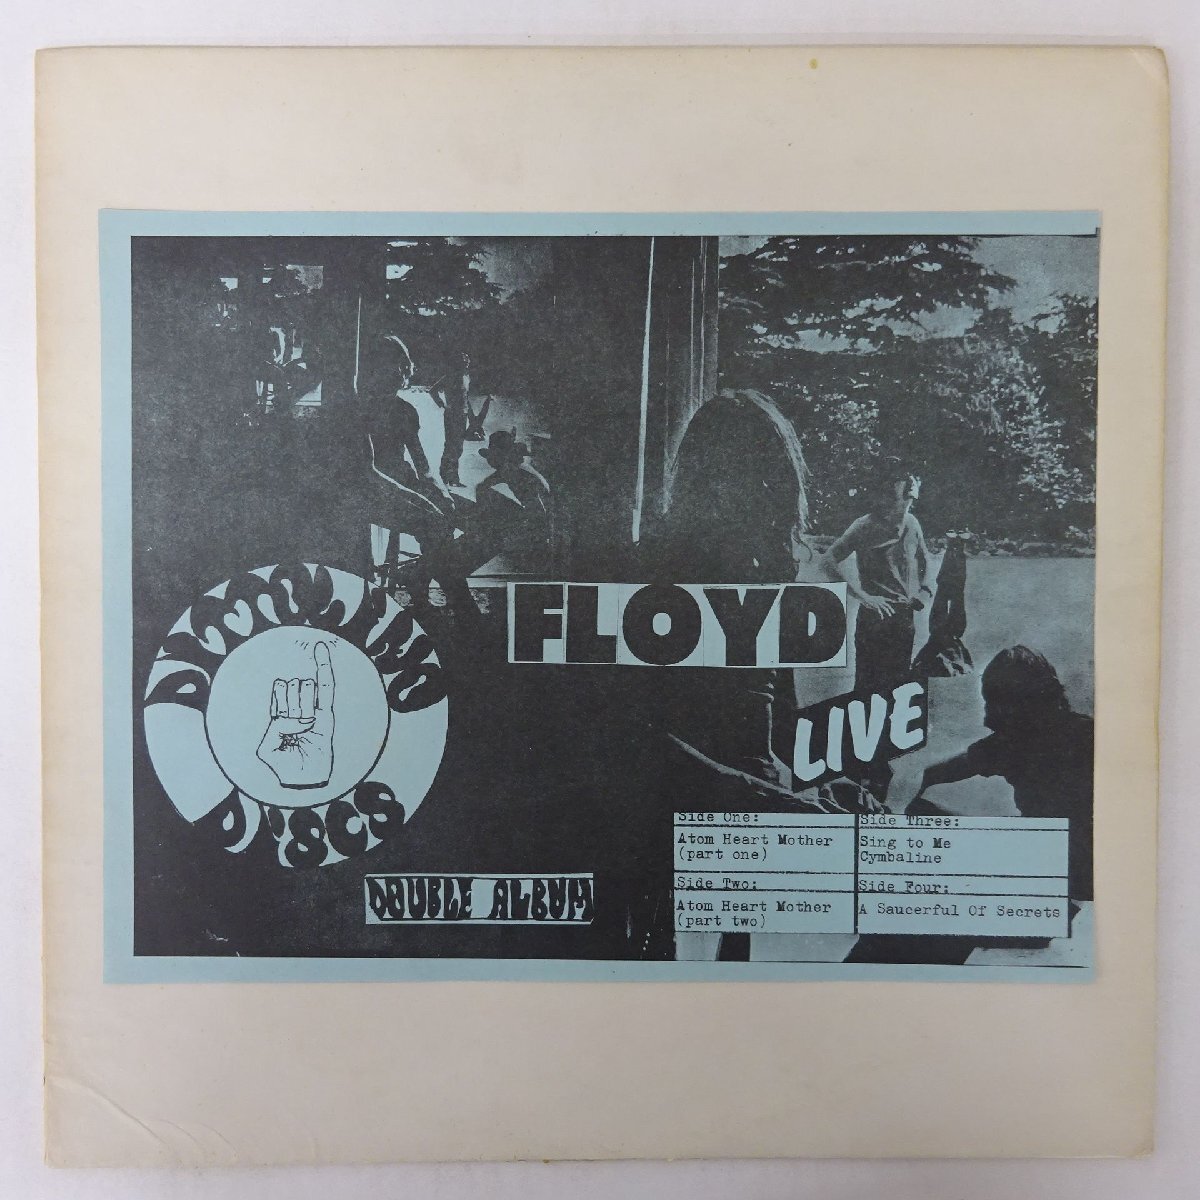 FLOYD
LIVE
DISCS
DOUBLE ALBUM
Side One:
Atom Heart Mother
(part one)
Side Two:
Atom Heart Mother
(part two)
Side Three:
Sing to Me
Cymbaline
Side Four:
A Saucerful Of Secrets